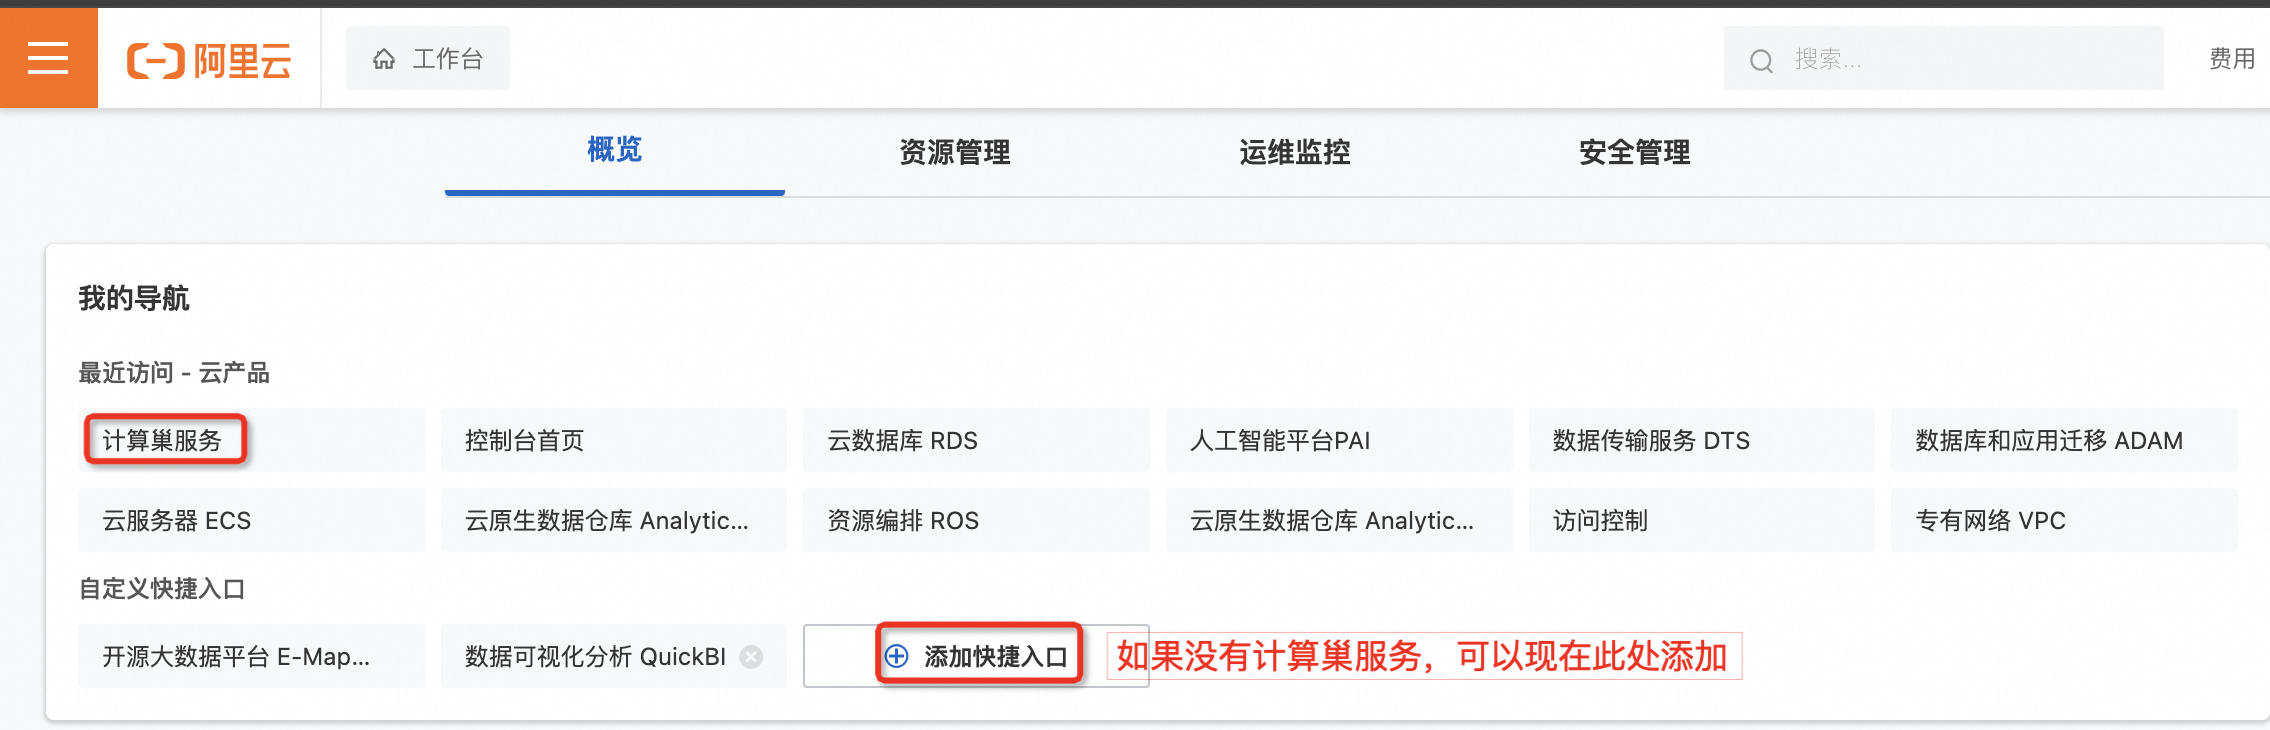 阿里云 工作台 搜索... 费用
概览 资源管理 运维监控 安全管理
我的导航
最近访问 - 云产品
计算巢服务 控制台首页 云数据库 RDS 人工智能平台PAI 数据传输服务 DTS 数据库和应用迁移 ADAM
云服务器 ECS 云原生数据仓库 Analytic... 资源编排 ROS 云原生数据仓库 Analytic... 访问控制 专有网络 VPC
自定义快捷入口
开源大数据平台 E-Map... 数据可视化分析 QuickBI 添加快捷入口 如果没有计算巢服务，可以现在此处添加